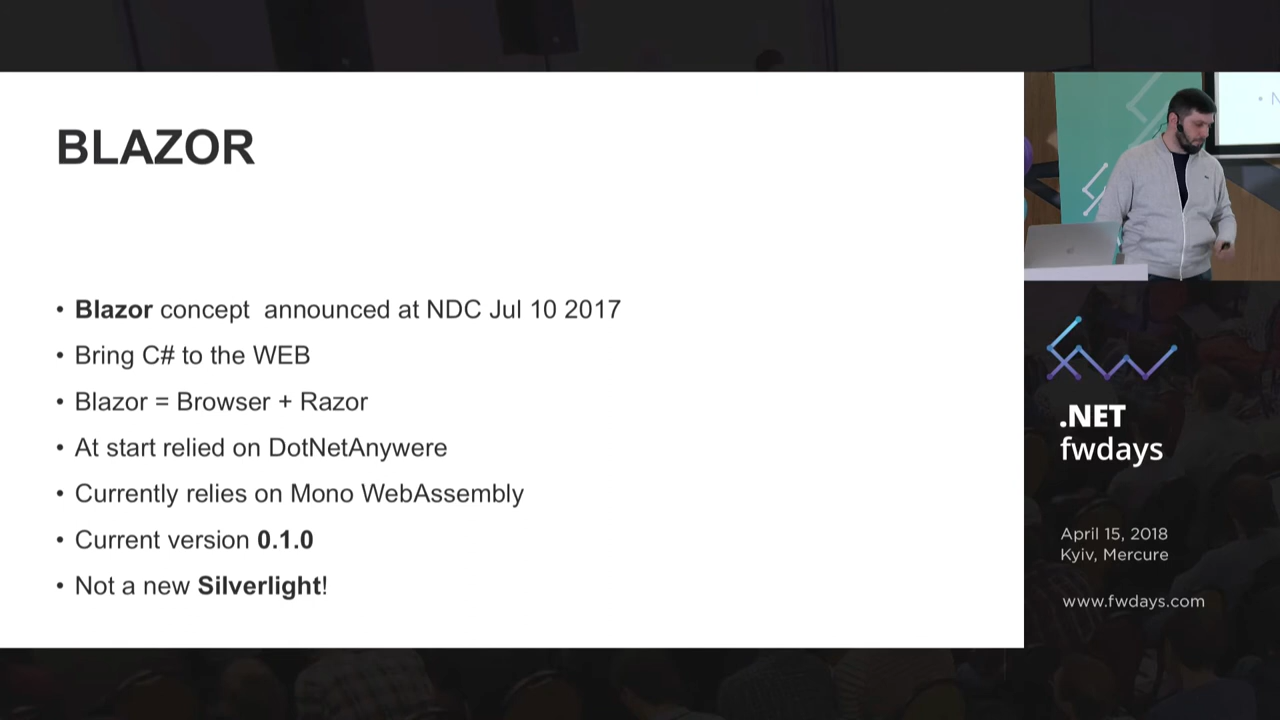 BLAZOR
• Blazor concept  announced at NDC Jul 10 2017
• Bring C# to the WEB
• Blazor = Browser + Razor
• At start relied on DotNetAnywere
• Currently relies on Mono WebAssembly
• Current version 0.1.0
• Not a new Silverlight!
.NET
fwdays
April 15, 2018
Kyiv, Mercure
www.fwdays.com